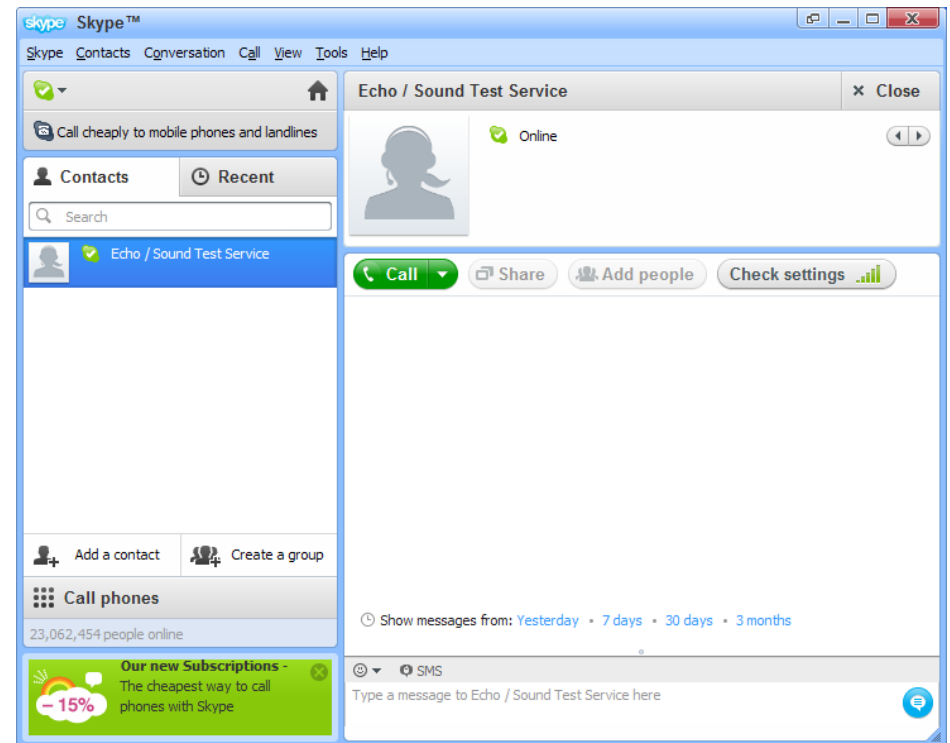 skype Skype™
Skype Contacts Conversation Call View Tools Help
Call cheaply to mobile phones and landlines
Contacts Recent
Search
Echo / Sound Test Service
Add a contact Create a group
Call phones
23,062,454 people online
Our new Subscriptions -
The cheapest way to call
phones with Skype
– 15%
Echo / Sound Test Service × Close
Online
Call Share Add people Check settings
Show messages from: Yesterday • 7 days • 30 days • 3 months
SMS
Type a message to Echo / Sound Test Service here